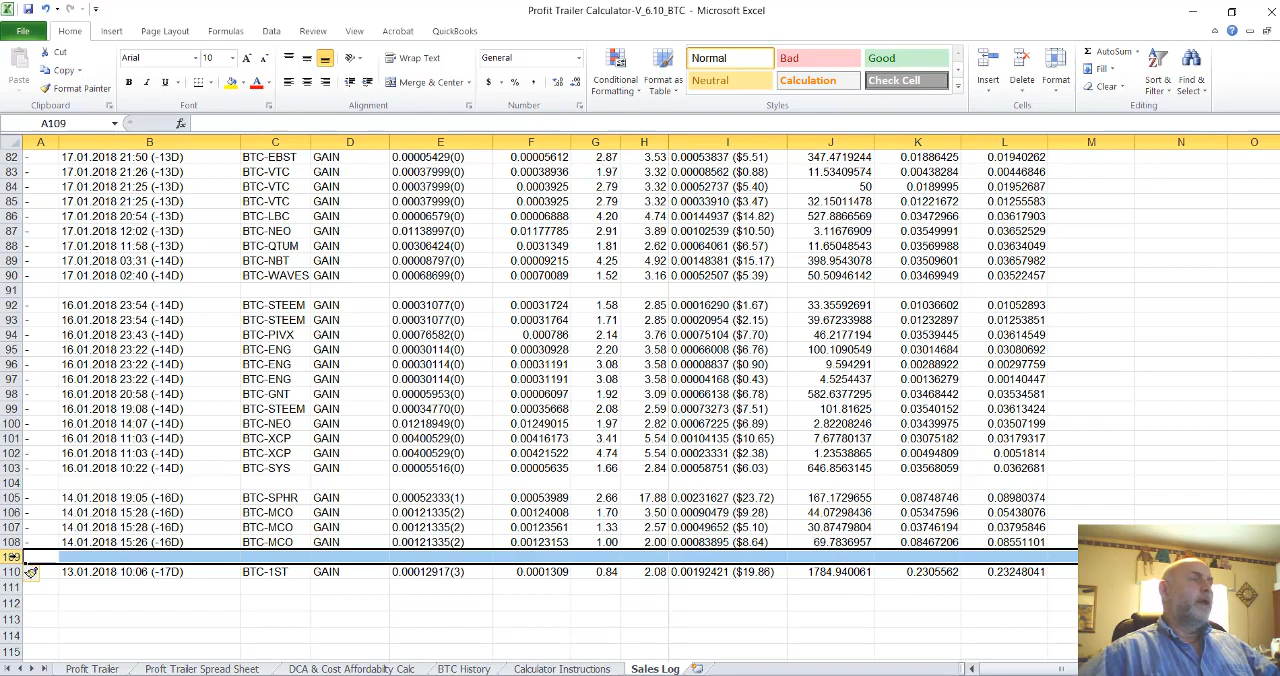 Profit Trailer Calculator-V_6.10_BTC - Microsoft Excel
File Home Insert Page Layout Formulas Data Review View Acrobat QuickBooks
Paste Cut Copy Format Painter
Arial 10
B I U A
Wrap Text Merge & Center
General
$ % ,
Conditional Formatting Format as Table
Normal Bad Good
Neutral Calculation Check Cell
Insert Delete Format
Σ AutoSum Fill Clear
Sort & Filter Find & Select
Clipboard Font Alignment Number Styles Cells Editing
A109 fx
A B C D E F G H I J K L M N O
82 - 17.01.2018 21:50 (-13D) BTC-EBST GAIN 0.00005429(0) 0.00005612 2.87 3.53 0.00053837 ($5.51) 347.4719244 0.01886425 0.01940262
83 - 17.01.2018 21:26 (-13D) BTC-VTC GAIN 0.00037999(0) 0.00038936 1.97 3.32 0.00008562 ($0.88) 11.53409574 0.00438284 0.00446846
84 - 17.01.2018 21:25 (-13D) BTC-VTC GAIN 0.00037999(0) 0.0003925 2.79 3.32 0.00052737 ($5.40) 50 0.0189995 0.01952687
85 - 17.01.2018 21:25 (-13D) BTC-VTC GAIN 0.00037999(0) 0.0003925 2.79 3.32 0.00033910 ($3.47) 32.15011478 0.01221672 0.01255583
86 - 17.01.2018 20:54 (-13D) BTC-LBC GAIN 0.00006579(0) 0.00006888 4.20 4.74 0.00144937 ($14.82) 527.8866569 0.03472966 0.03617903
87 - 17.01.2018 12:02 (-13D) BTC-NEO GAIN 0.01138997(0) 0.01177785 2.91 3.89 0.00102539 ($10.50) 3.11676909 0.03549991 0.03652529
88 - 17.01.2018 11:58 (-13D) BTC-QTUM GAIN 0.00306424(0) 0.0031349 1.81 2.62 0.00064061 ($6.57) 11.65048543 0.03569988 0.03634049
89 - 17.01.2018 03:31 (-13D) BTC-NBT GAIN 0.00008797(0) 0.00009215 4.25 4.92 0.00148381 ($15.17) 398.9543078 0.03509601 0.03657982
90 - 17.01.2018 02:40 (-13D) BTC-WAVES GAIN 0.00068699(0) 0.00070089 1.52 3.16 0.00052507 ($5.39) 50.50946142 0.03469949 0.03522457
91
92 - 16.01.2018 23:54 (-14D) BTC-STEEM GAIN 0.00031077(0) 0.00031724 1.58 2.85 0.00016290 ($1.67) 33.35592691 0.01036602 0.01052893
93 - 16.01.2018 23:54 (-14D) BTC-STEEM GAIN 0.00031077(0) 0.00031764 1.71 2.85 0.00020954 ($2.15) 39.67233988 0.01232897 0.01253851
94 - 16.01.2018 23:43 (-14D) BTC-PIVX GAIN 0.00076582(0) 0.000786 2.14 3.76 0.00075104 ($7.70) 46.2177194 0.03539445 0.03614549
95 - 16.01.2018 23:22 (-14D) BTC-ENG GAIN 0.00030114(0) 0.00030928 2.20 3.58 0.00066008 ($6.76) 100.1090549 0.03014684 0.03080692
96 - 16.01.2018 23:22 (-14D) BTC-ENG GAIN 0.00030114(0) 0.00031191 3.08 3.58 0.00008837 ($0.90) 9.594291 0.00288922 0.00297759
97 - 16.01.2018 23:22 (-14D) BTC-ENG GAIN 0.00030114(0) 0.00031191 3.08 3.58 0.00004168 ($0.43) 4.5254437 0.00136279 0.00140447
98 - 16.01.2018 20:58 (-14D) BTC-GNT GAIN 0.00005953(0) 0.00006097 1.92 3.09 0.00066138 ($6.78) 582.6377295 0.03468442 0.03534581
99 - 16.01.2018 19:08 (-14D) BTC-STEEM GAIN 0.00034770(0) 0.00035668 2.08 2.59 0.00073273 ($7.51) 101.81625 0.03540152 0.03613424
100 - 16.01.2018 14:07 (-14D) BTC-NEO GAIN 0.01218949(0) 0.01249015 1.97 2.82 0.00067225 ($6.89) 2.82208246 0.03439975 0.03507199
101 - 16.01.2018 11:03 (-14D) BTC-XCP GAIN 0.00400529(0) 0.00416173 3.41 5.54 0.00104135 ($10.65) 7.67780137 0.03075182 0.03179317
102 - 16.01.2018 11:03 (-14D) BTC-XCP GAIN 0.00400529(0) 0.00421522 4.74 5.54 0.00023331 ($2.38) 1.23538865 0.00494809 0.0051814
103 - 16.01.2018 10:22 (-14D) BTC-SYS GAIN 0.00005516(0) 0.00005635 1.66 2.84 0.00058751 ($6.03) 646.8563145 0.03568059 0.0362681
104
105 - 14.01.2018 19:05 (-16D) BTC-SPHR GAIN 0.00052333(1) 0.00053989 2.66 17.88 0.00231627 ($23.72) 167.1729655 0.08748746 0.08980374
106 - 14.01.2018 15:28 (-16D) BTC-MCO GAIN 0.00121335(2) 0.00124008 1.70 3.50 0.00090479 ($9.28) 44.07298436 0.05347596 0.05438076
107 - 14.01.2018 15:28 (-16D) BTC-MCO GAIN 0.00121335(2) 0.00123561 1.33 2.57 0.00049652 ($5.10) 30.87479804 0.03746194 0.03795846
108 - 14.01.2018 15:26 (-16D) BTC-MCO GAIN 0.00121335(2) 0.00123153 1.00 2.00 0.00083895 ($8.64) 69.7836957 0.08467206 0.08551101
109
110 13.01.2018 10:06 (-17D) BTC-1ST GAIN 0.00012917(3) 0.0001309 0.84 2.08 0.00192421 ($19.86) 1784.940061 0.2305562 0.23248041
111
112
113
114
115
Profit Trailer Profit Trailer Spread Sheet DCA & Cost Affordabilty Calc BTC History Calculator Instructions Sales Log